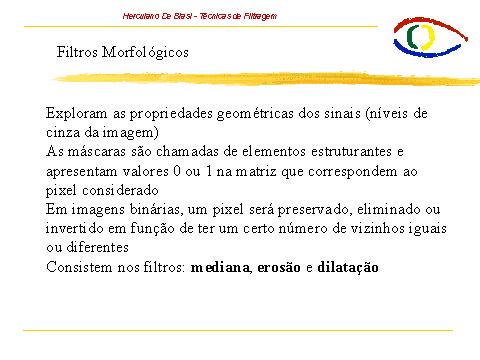 Herculano De Biasi - Técnicas de Filtragem
Filtros Morfológicos
Exploram as propriedades geométricas dos sinais (níveis de
cinza da imagem)
As máscaras são chamadas de elementos estruturantes e
apresentam valores 0 ou 1 na matriz que correspondem ao
pixel considerado
Em imagens binárias, um pixel será preservado, eliminado ou
invertido em função de ter um certo número de vizinhos iguais
ou diferentes
Consistem nos filtros: mediana, erosão e dilatação